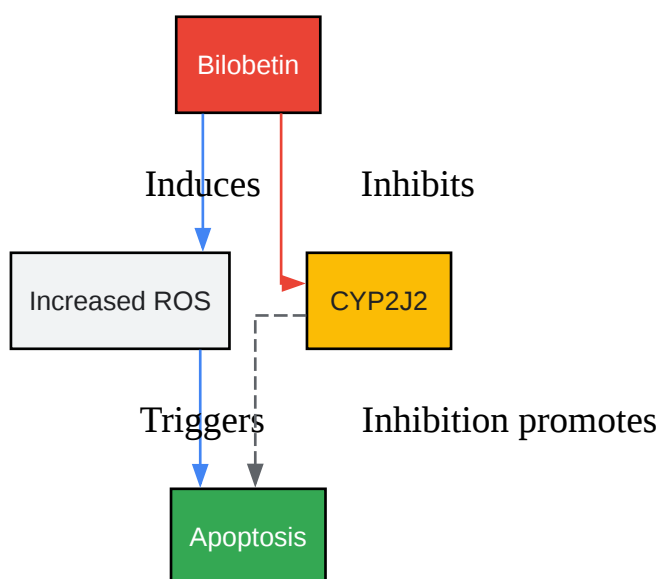 Bilobetin
Induces
Inhibits
Increased ROS
CYP2J2
Triggers
Inhibition promotes
Apoptosis